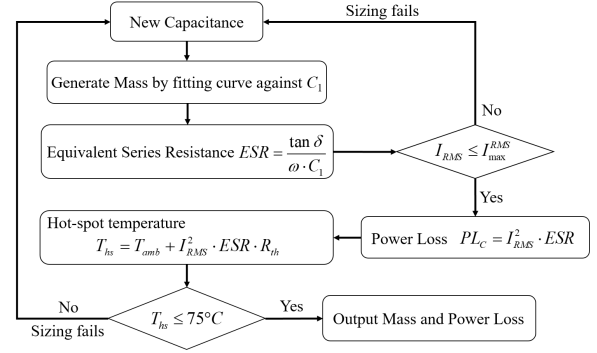 Sizing fails
New Capacitance
Generate Mass by fitting curve against C₁
Equivalent Series Resistance ESR = tan δ / ω · C₁
I_RMS ≤ I_max^RMS
No
Yes
Power Loss PL_C = I_RMS^2 · ESR
Hot-spot temperature
T_hs = T_amb + I_RMS^2 · ESR · R_th
T_hs ≤ 75°C
No
Sizing fails
Yes
Output Mass and Power Loss